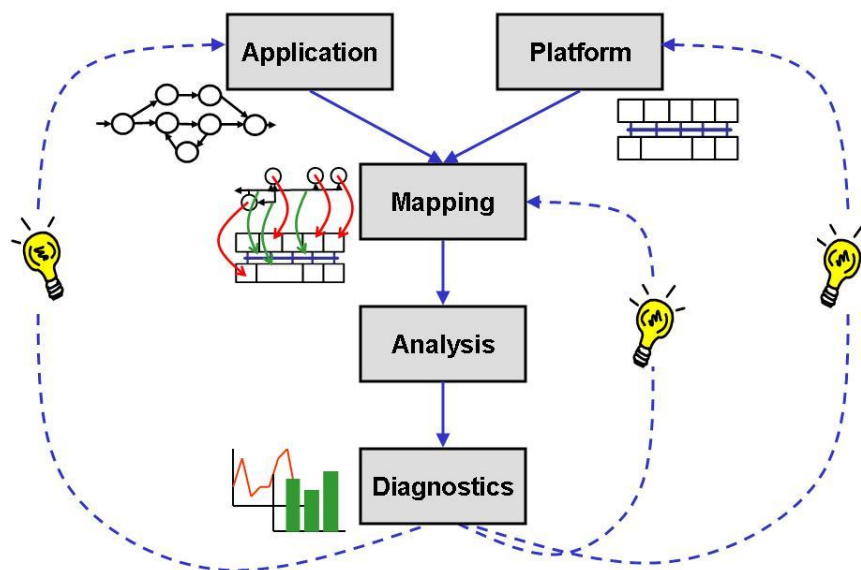 Application
Platform
Mapping
Analysis
Diagnostics